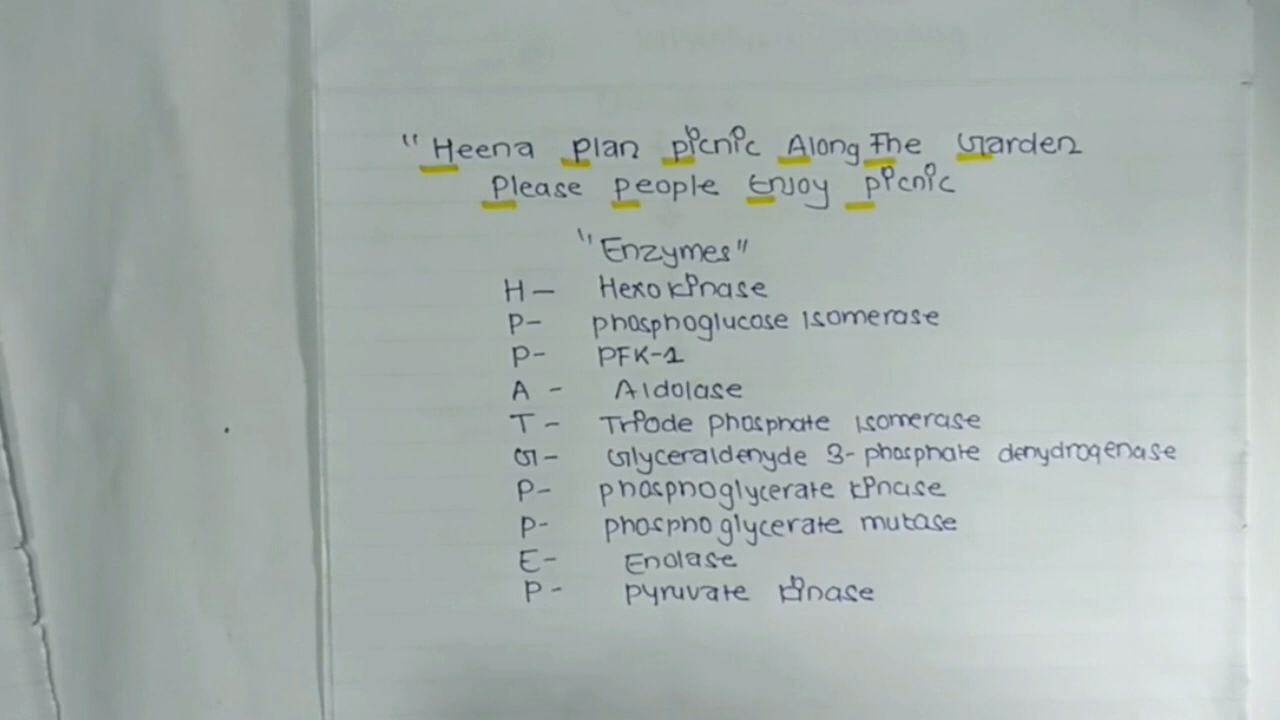 "Heena Plan picnic Along The Garden
Please people Enjoy picnic
"Enzymes"
H - Hexokinase
P- phosphoglucose Isomerase
P- PFK-1
A - Aldolase
T - Triode phosphate Isomerase
G - Glyceraldehyde 3-phosphate dehydrogenase
P- phosphoglycerate kinase
P- phosphoglycerate mutase
E- Enolase
P - pyruvate kinase